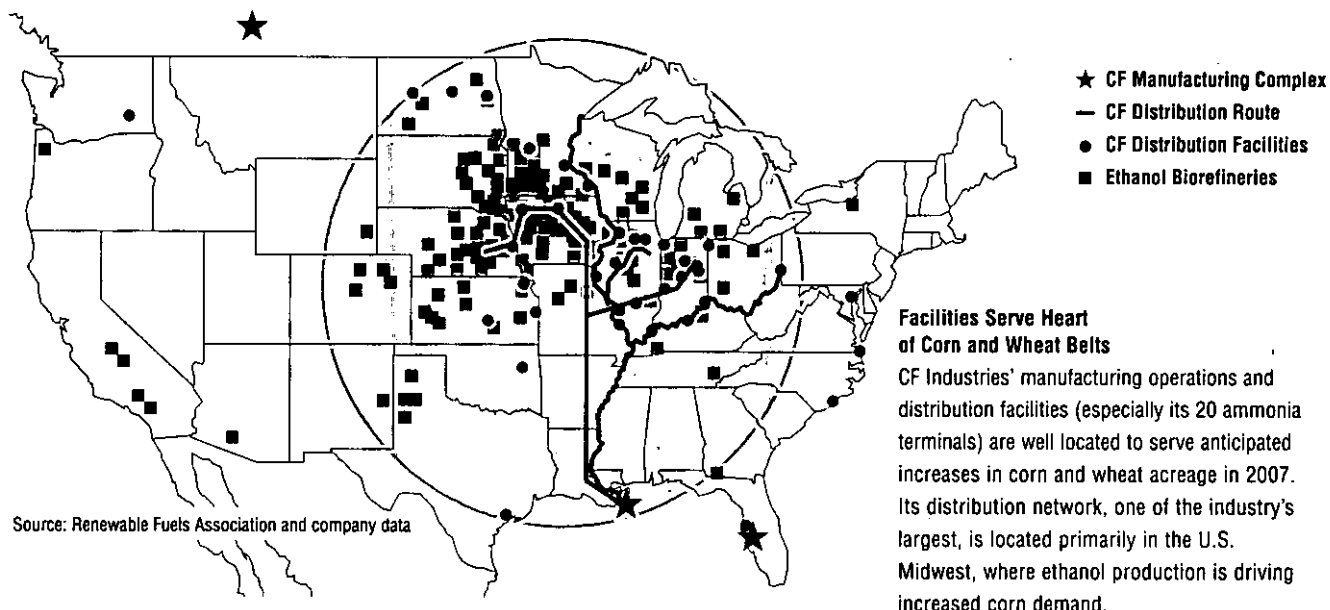 CF Manufacturing Complex
CF Distribution Route
CF Distribution Facilities
Ethanol Biorefineries
Facilities Serve Heart
of Corn and Wheat Belts
CF Industries' manufacturing operations and
distribution facilities (especially its 20 ammonia
terminals) are well located to serve anticipated
increases in corn and wheat acreage in 2007.
Its distribution network, one of the industry's
largest, is located primarily in the U.S.
Midwest, where ethanol production is driving
increased corn demand.
Source: Renewable Fuels Association and company data